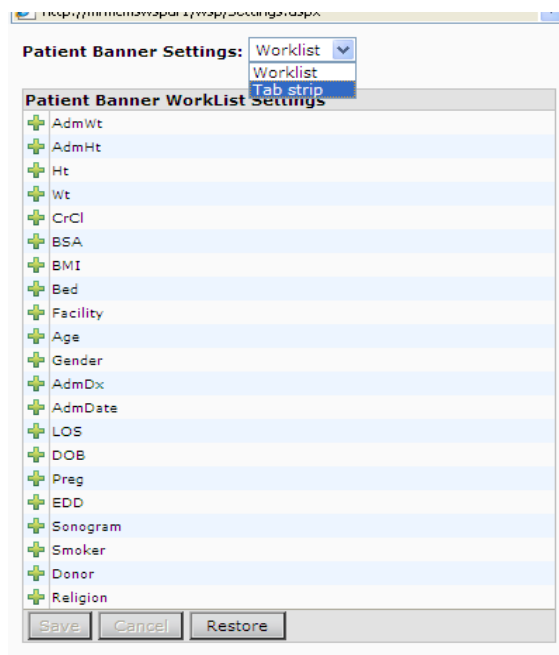 Patient Banner Settings: Worklist
Worklist
Tab strip
Patient Banner WorkList Settings
AdmWt
AdmHt
Ht
Wt
CrCl
BSA
BMI
Bed
Facility
Age
Gender
AdmDx
AdmDate
LOS
DOB
Preg
EDD
Sonogram
Smoker
Donor
Religion
Save Cancel Restore